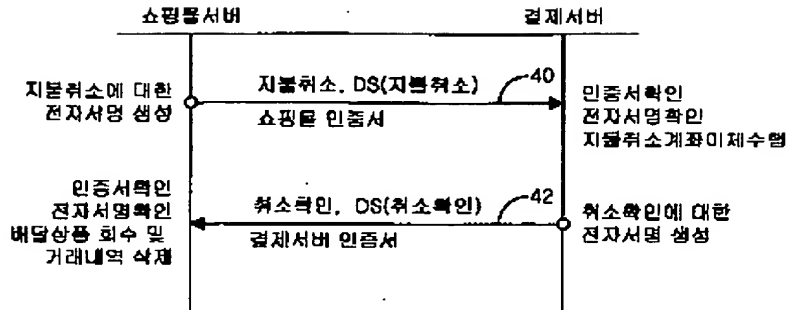 쇼핑몰서버
결제서버
지불취소에 대한
전자서명 생성
지불취소, DS(지불취소)
40
쇼핑몰 인증서
인증서확인
전자서명확인
지불취소계좌이체수행
인증서확인
전자서명확인
배달상품 회수 및
거래내역 삭제
취소확인, DS(취소확인)
42
결제서버 인증서
취소확인에 대한
전자서명 생성